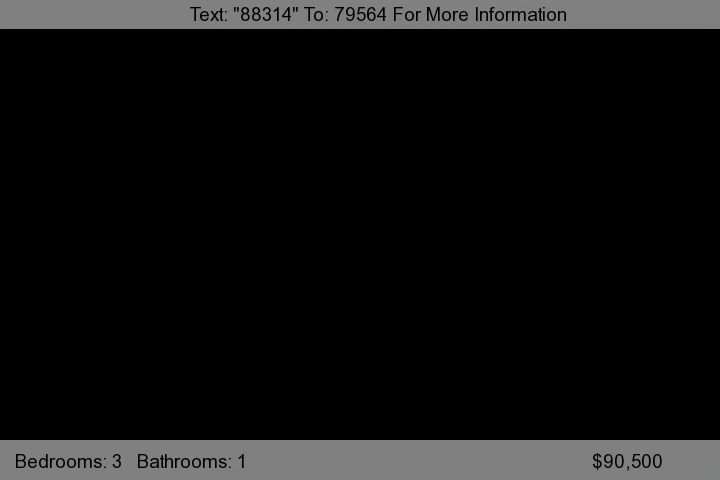 Text: "88314" To: 79564 For More Information
Bedrooms: 3 Bathrooms: 1 $90,500